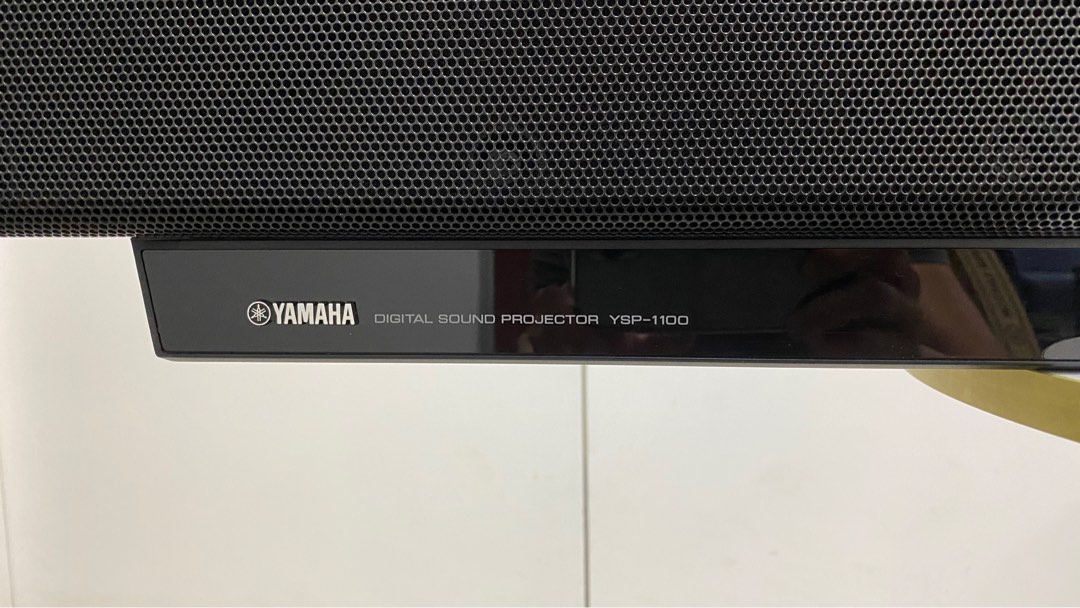 YAMAHA DIGITAL SOUND PROJECTOR YSP-1100